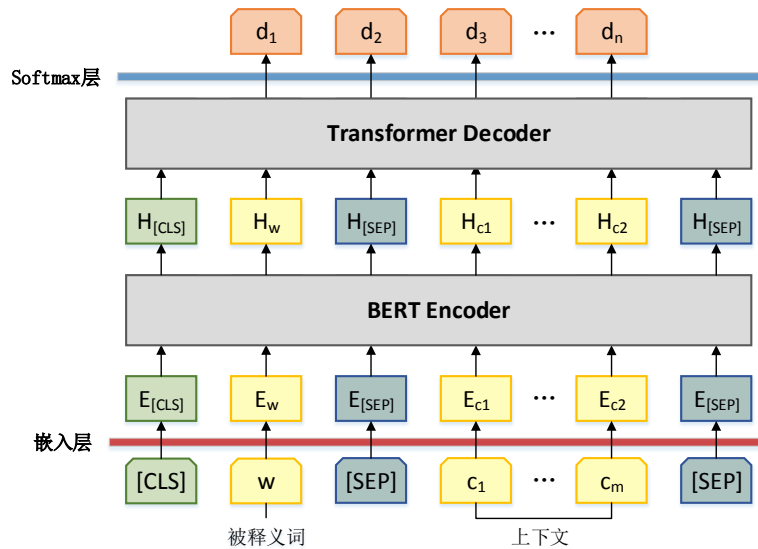 d1 d2 d3 ··· dn
Softmax层
Transformer Decoder
H[CLS] Hw H[SEP] Hc1 ··· Hc2 H[SEP]
BERT Encoder
E[CLS] Ew E[SEP] Ec1 ··· Ec2 E[SEP]
嵌入层
[CLS] w [SEP] c1 ··· cm [SEP]
被释义词 上下文